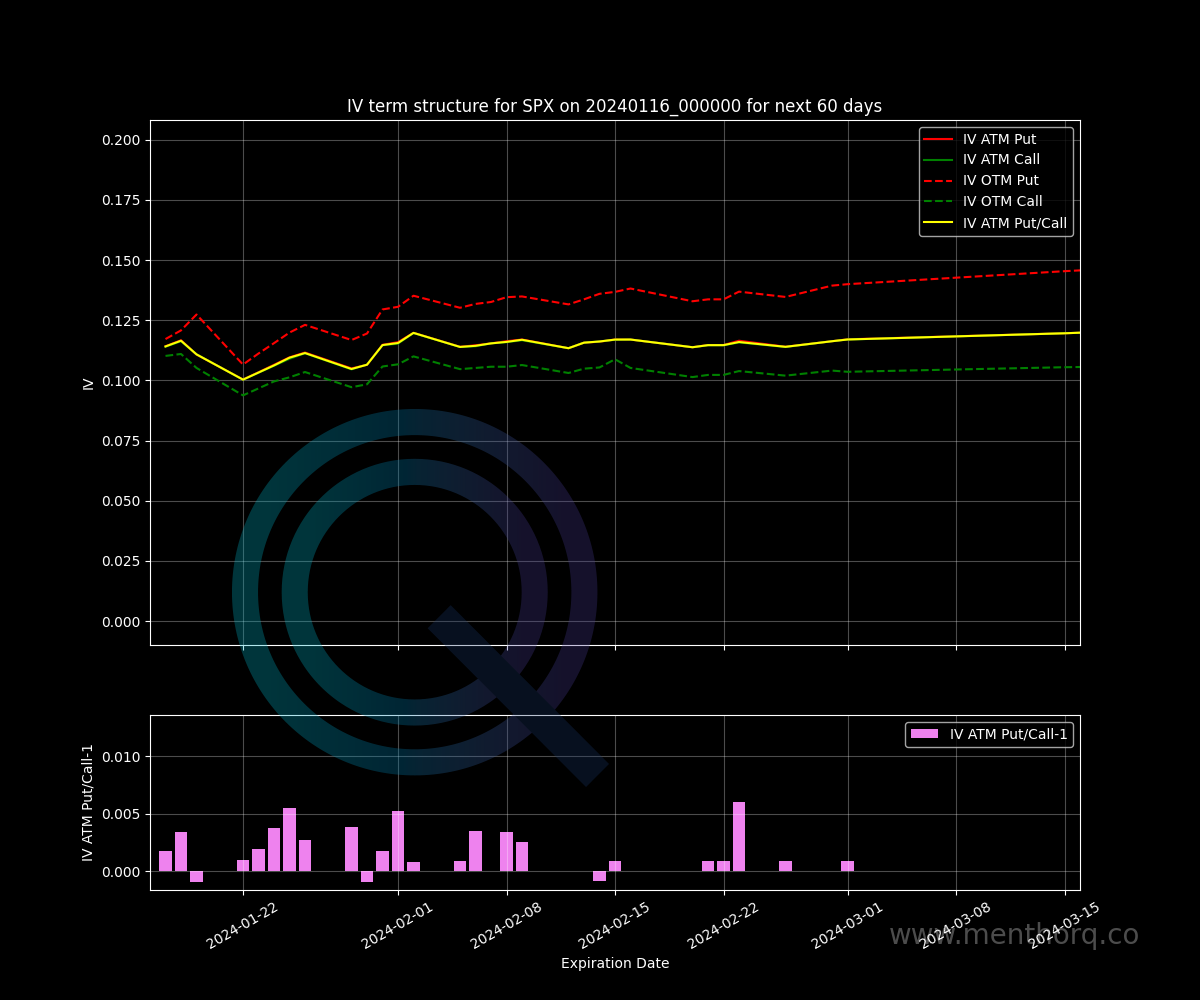 IV term structure for SPX on 20240116_000000 for next 60 days
IV ATM Put
IV ATM Call
IV OTM Put
IV OTM Call
IV ATM Put/Call
0.200
0.175
0.150
0.125
0.100
0.075
0.050
0.025
0.000
IV
IV ATM Put/Call-1
0.010
0.005
0.000
IV ATM Put/Call-1
2024-01-22
2024-02-01
2024-02-08
2024-02-15
2024-02-22
2024-03-01
2024-03-08
2024-03-15
www.menthorq.co
Expiration Date